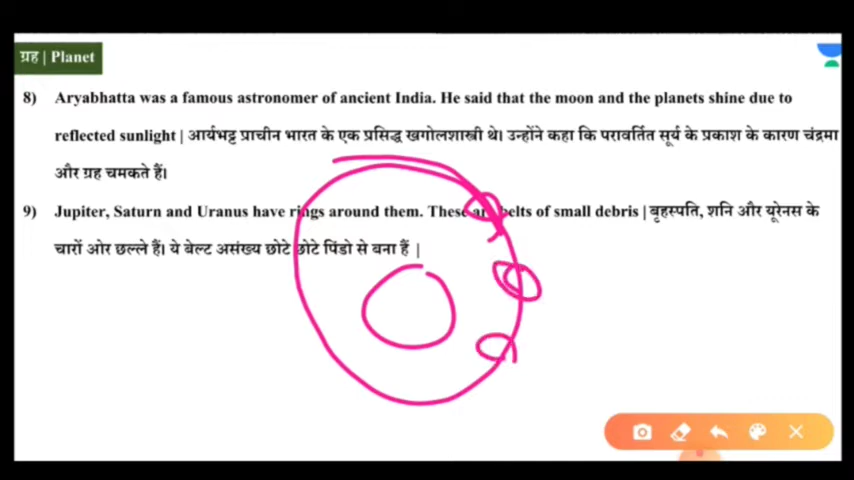 ग्रह | Planet
8) Aryabhatta was a famous astronomer of ancient India. He said that the moon and the planets shine due to
reflected sunlight | आर्यभट्ट प्राचीन भारत के एक प्रसिद्ध खगोलशास्त्री थे। उन्होंने कहा कि परावर्तित सूर्य के प्रकाश के कारण चंद्रमा
और ग्रह चमकते हैं।
9) Jupiter, Saturn and Uranus have rings around them. These are belts of small debris | बृहस्पति, शनि और यूरेनस के
चारों ओर छल्ले हैं। ये बेल्ट असंख्य छोटे छोटे पिंडो से बना हैं |